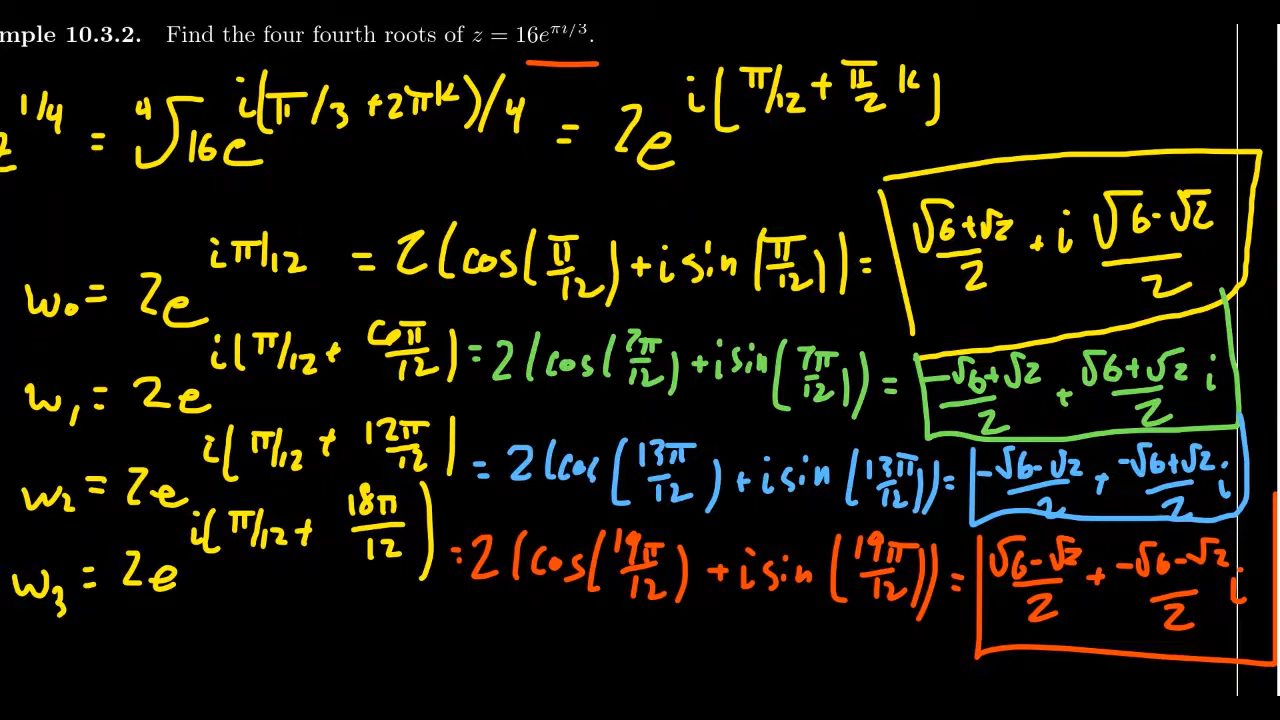 mple 10.3.2. Find the four fourth roots of z = 16e^{πi/3}.
z^{1/4} = ∜16 e^{i(π/3 + 2πk)/4} = 2e^{i(π/12 + π/2 k)}
w₀ = 2e^{iπ/12} = 2(cos(π/12) + i sin(π/12)) = (√6+√2)/2 + i (√6-√2)/2
w₁ = 2e^{i(π/12 + 6π/12)} = 2(cos(7π/12) + i sin(7π/12)) = (-√6+√2)/2 + (√6+√2)/2 i
w₂ = 2e^{i(π/12 + 12π/12)} = 2(cos(13π/12) + i sin(13π/12)) = (-√6-√2)/2 + (-√6+√2)/2 i
w₃ = 2e^{i(π/12 + 18π/12)} = 2(cos(19π/12) + i sin(19π/12)) = (√6-√2)/2 + (-√6-√2)/2 i